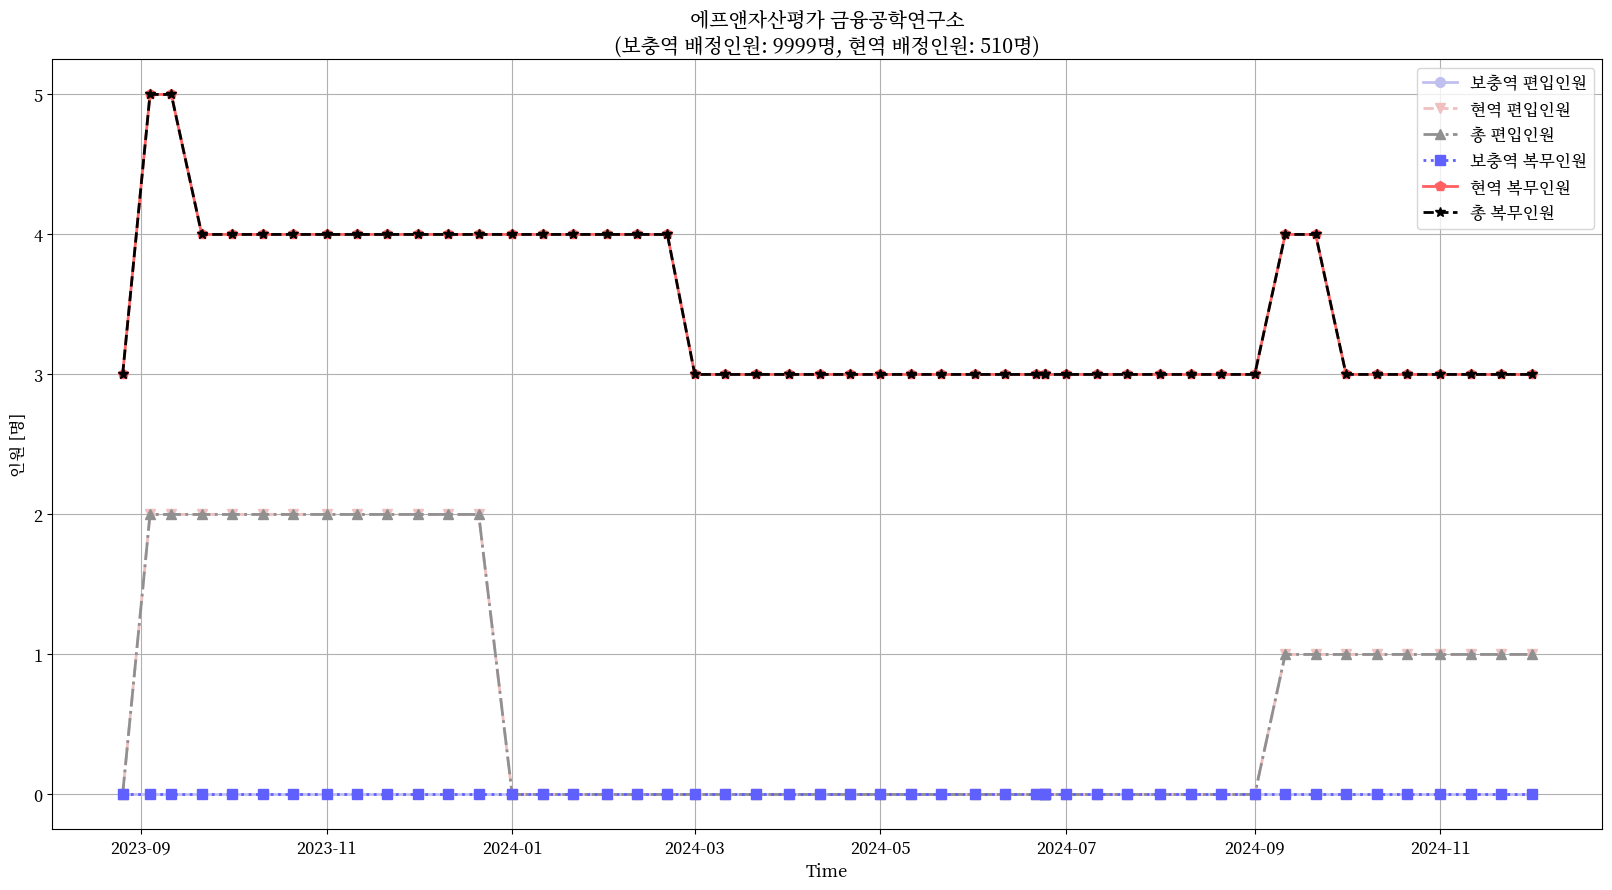 에프앤자산평가 금융공학연구소
(보충역 배정인원: 9999명, 현역 배정인원: 510명)
보충역 편입인원
현역 편입인원
총 편입인원
보충역 복무인원
현역 복무인원
총 복무인원
인원 [명]
5
4
3
2
1
0
2023-09
2023-11
2024-01
2024-03
2024-05
2024-07
2024-09
2024-11
Time